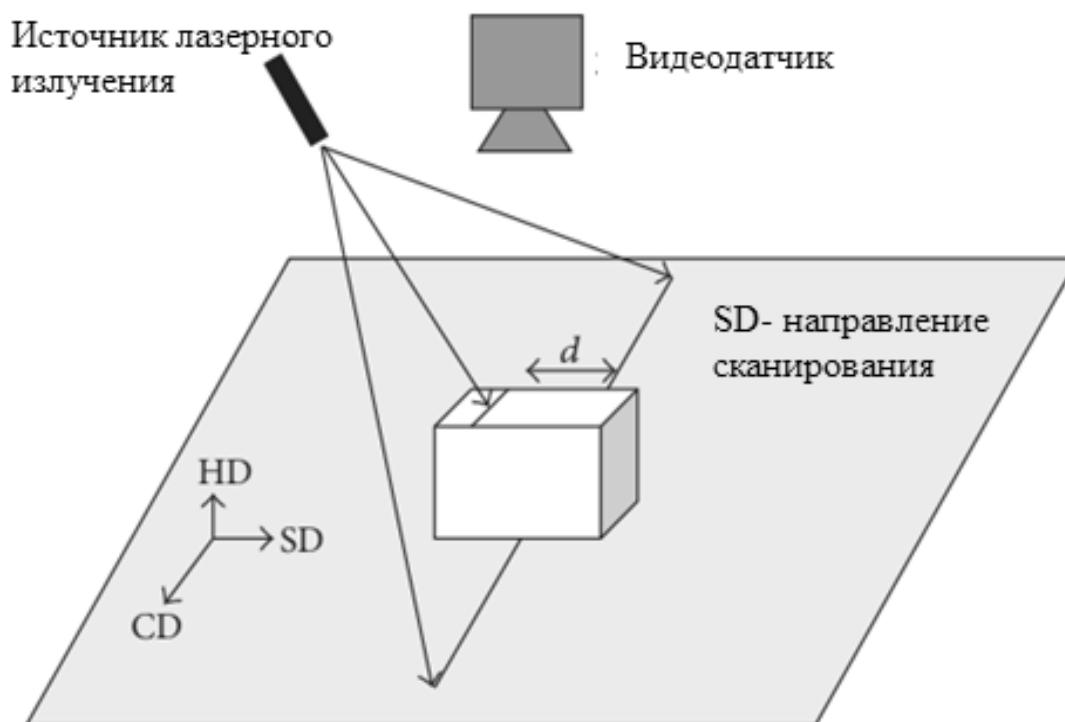 Источник лазерного
излучения
Видеодатчик
SD- направление
сканирования
d
HD
SD
CD